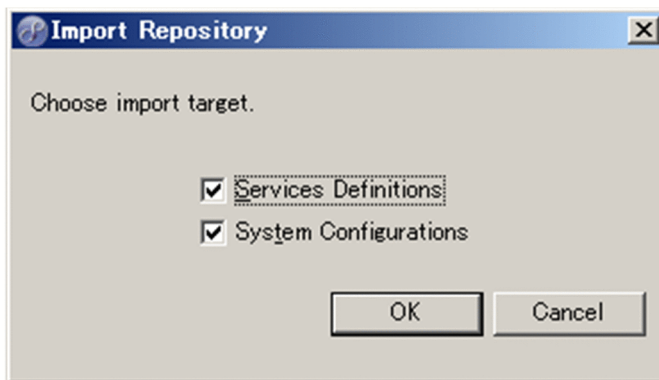 Import Repository
Choose import target.
Services Definitions
System Configurations
OK Cancel